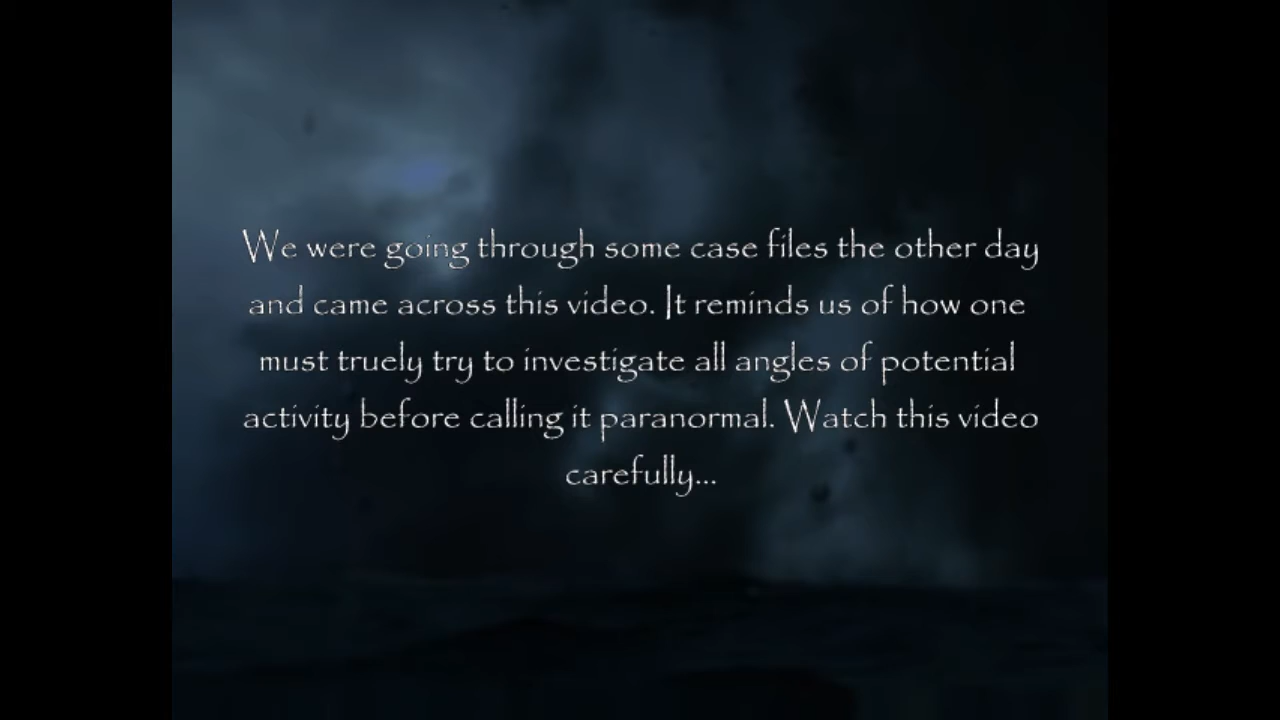 We were going through some case files the other day
and came across this video. It reminds us of how one
must truely try to investigate all angles of potential
activity before calling it paranormal. Watch this video
carefully...